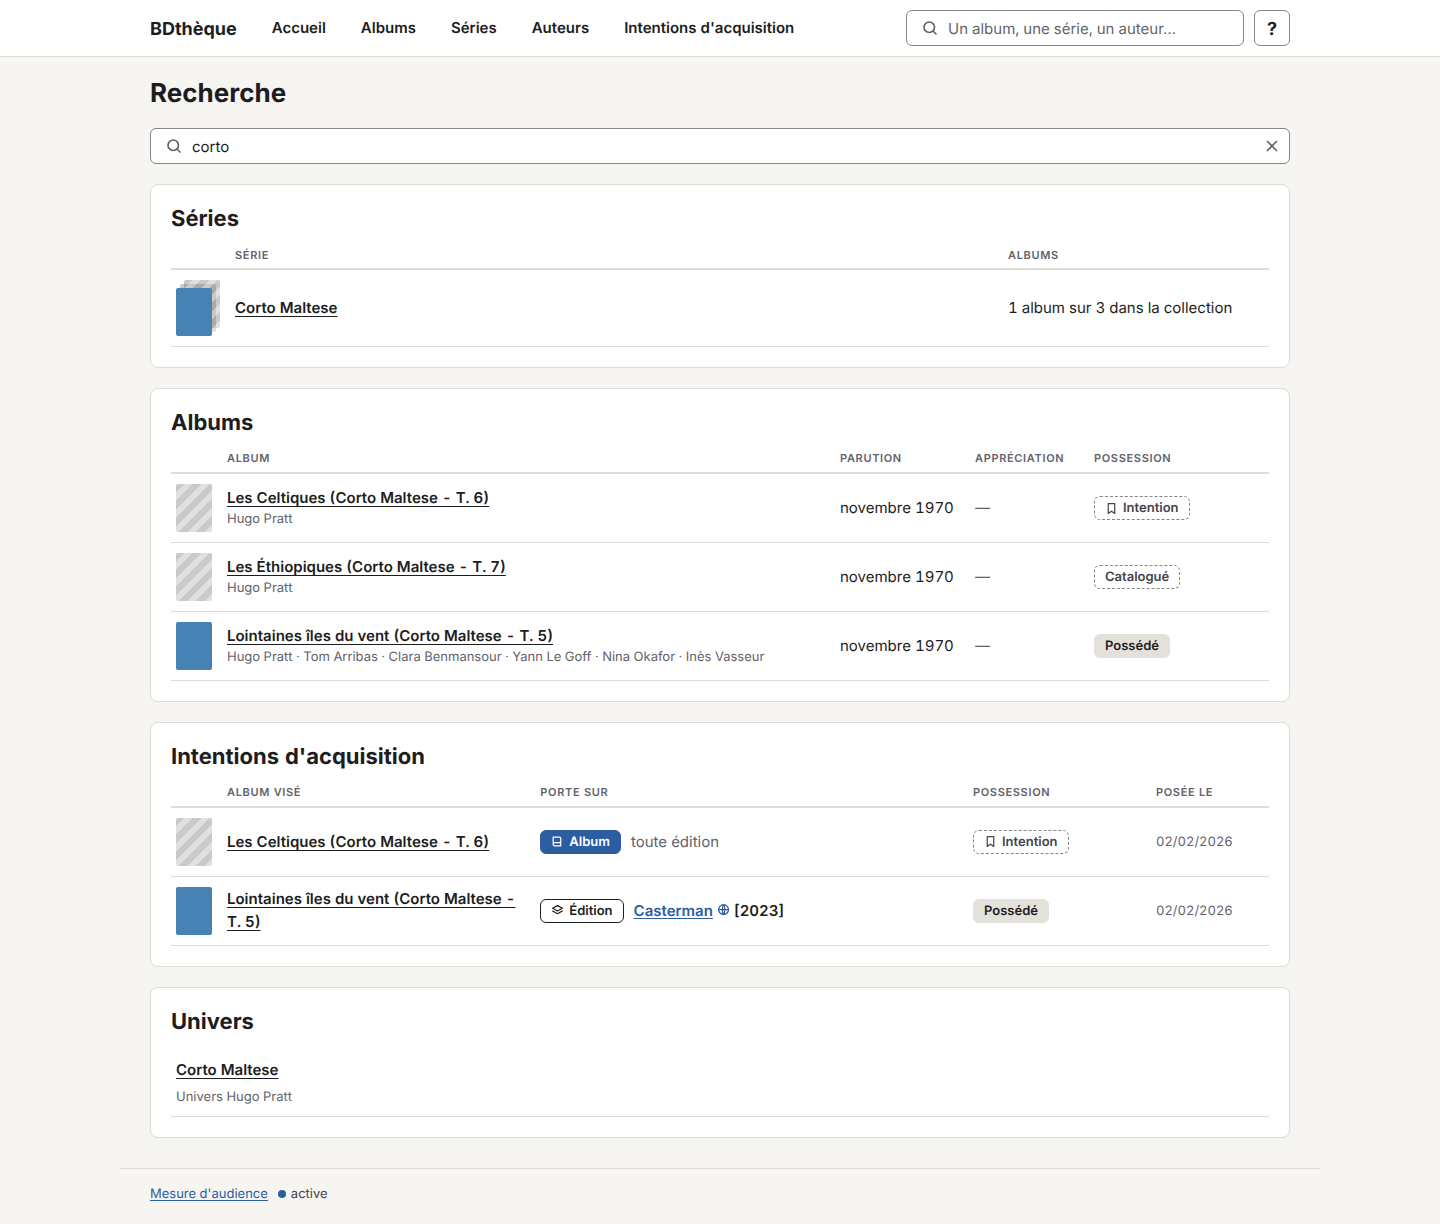 BDthèque
Accueil
Albums
Séries
Auteurs
Intentions d'acquisition
Un album, une série, un auteur...
?
Recherche
corto
Séries
SÉRIE
ALBUMS
Corto Maltese
1 album sur 3 dans la collection
Albums
ALBUM
PARUTION
APPRÉCIATION
POSSESSION
Les Celtiques (Corto Maltese - T. 6)
Hugo Pratt
novembre 1970
—
Intention
Les Éthiopiques (Corto Maltese - T. 7)
Hugo Pratt
novembre 1970
—
Catalogué
Lointaines îles du vent (Corto Maltese - T. 5)
Hugo Pratt · Tom Arribas · Clara Benmansour · Yann Le Goff · Nina Okafor · Inès Vasseur
novembre 1970
—
Possédé
Intentions d'acquisition
ALBUM VISÉ
PORTE SUR
POSSESSION
POSÉE LE
Les Celtiques (Corto Maltese - T. 6)
Album
toute édition
Intention
02/02/2026
Lointaines îles du vent (Corto Maltese -
T. 5)
Édition
Casterman [2023]
Possédé
02/02/2026
Univers
Corto Maltese
Univers Hugo Pratt
Mesure d'audience
active